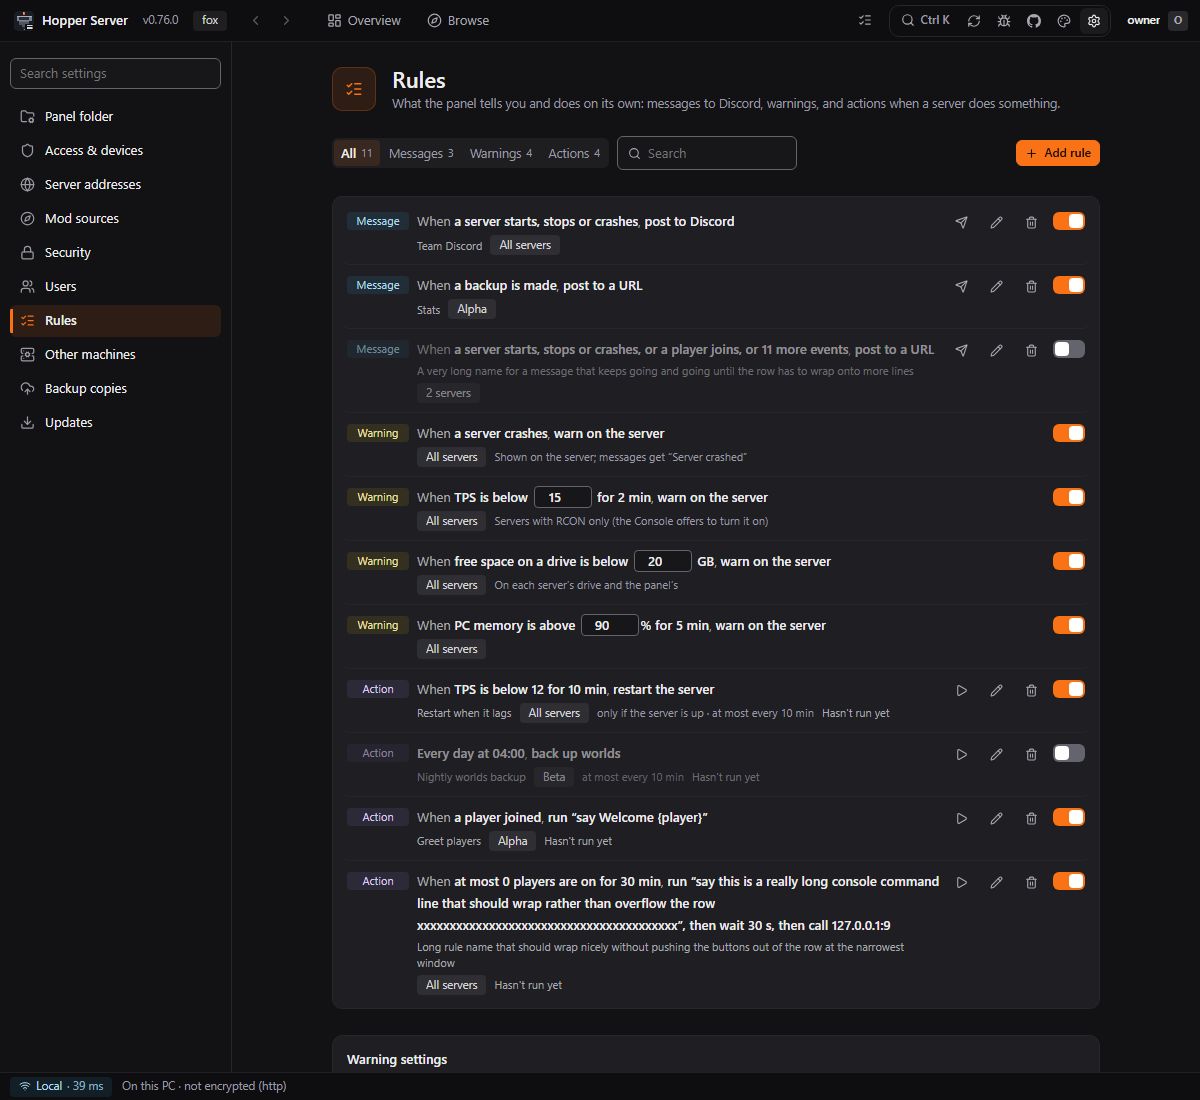 Hopper Server v0.76.0 fox Overview Browse Ctrl K owner O
Search settings
Panel folder
Access & devices
Server addresses
Mod sources
Security
Users
Rules
Other machines
Backup copies
Updates
Rules
What the panel tells you and does on its own: messages to Discord, warnings, and actions when a server does something.
All 11 Messages 3 Warnings 4 Actions 4 Search + Add rule
Message When a server starts, stops or crashes, post to Discord
Team Discord All servers
Message When a backup is made, post to a URL
Stats Alpha
Message When a server starts, stops or crashes, or a player joins, or 11 more events, post to a URL
A very long name for a message that keeps going and going until the row has to wrap onto more lines
2 servers
Warning When a server crashes, warn on the server
All servers Shown on the server; messages get “Server crashed”
Warning When TPS is below 15 for 2 min, warn on the server
All servers Servers with RCON only (the Console offers to turn it on)
Warning When free space on a drive is below 20 GB, warn on the server
All servers On each server's drive and the panel's
Warning When PC memory is above 90 % for 5 min, warn on the server
All servers
Action When TPS is below 12 for 10 min, restart the server
Restart when it lags All servers only if the server is up · at most every 10 min Hasn't run yet
Action Every day at 04:00, back up worlds
Nightly worlds backup Beta at most every 10 min Hasn't run yet
Action When a player joined, run “say Welcome {player}”
Greet players Alpha Hasn't run yet
Action When at most 0 players are on for 30 min, run “say this is a really long console command
line that should wrap rather than overflow the row
xxxxxxxxxxxxxxxxxxxxxxxxxxxxxxxxxxxxxxxx”, then wait 30 s, then call 127.0.0.1:9
Long rule name that should wrap nicely without pushing the buttons out of the row at the narrowest
window
All servers Hasn't run yet
Warning settings
Local · 39 ms On this PC · not encrypted (http)